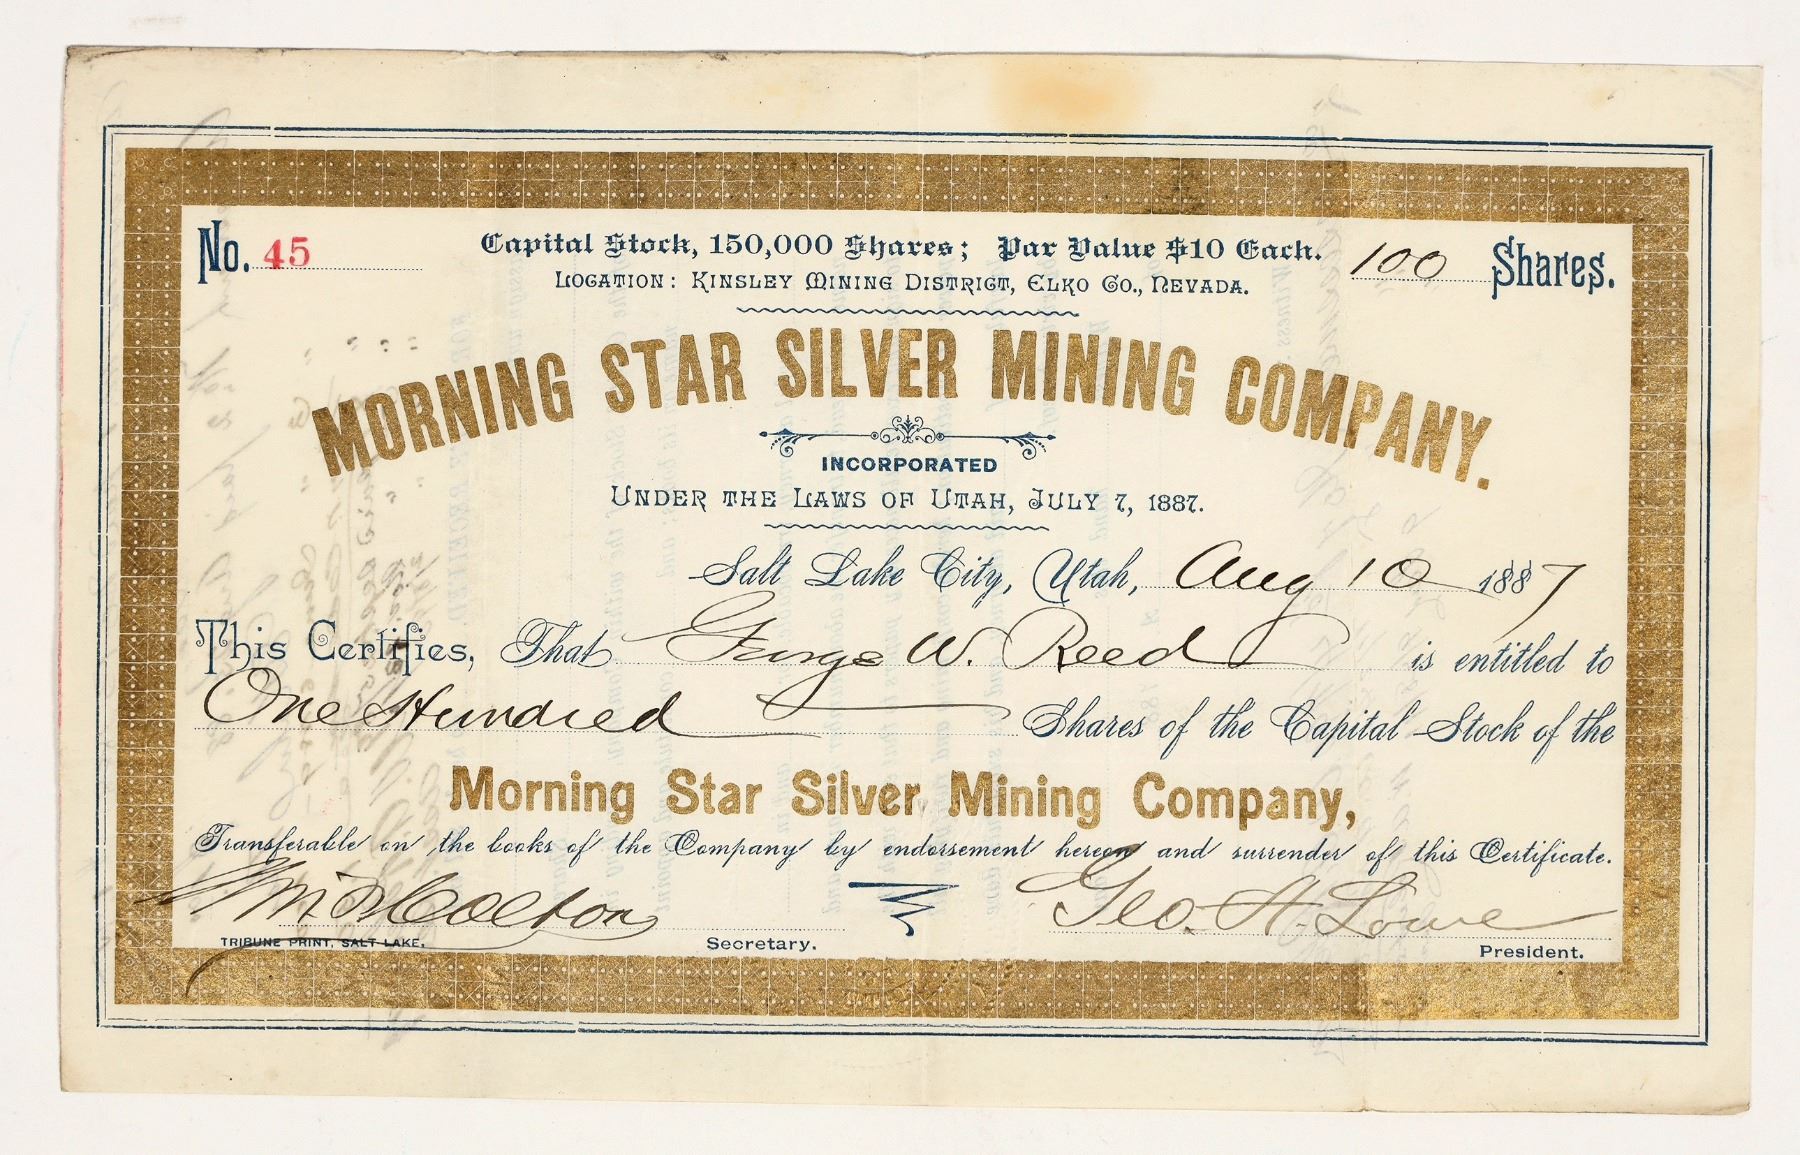 No. 45
Capital Stock, 150,000 Shares; Par Value $10 Each.
100 Shares.
Location: Kinsley Mining District, Elko Co., Nevada.
MORNING STAR SILVER MINING COMPANY.
INCORPORATED
Under the Laws of Utah, July 7, 1887.
Salt Lake City, Utah, Aug 10 1887
This Certifies, That George W. Reed is entitled to
One Hundred Shares of the Capital Stock of the
Morning Star Silver Mining Company,
Transferable on the books of the Company by endorsement hereon and surrender of this Certificate.
Colton
Geo. A. Lowe
TRIBUNE PRINT, SALT LAKE.
Secretary.
President.